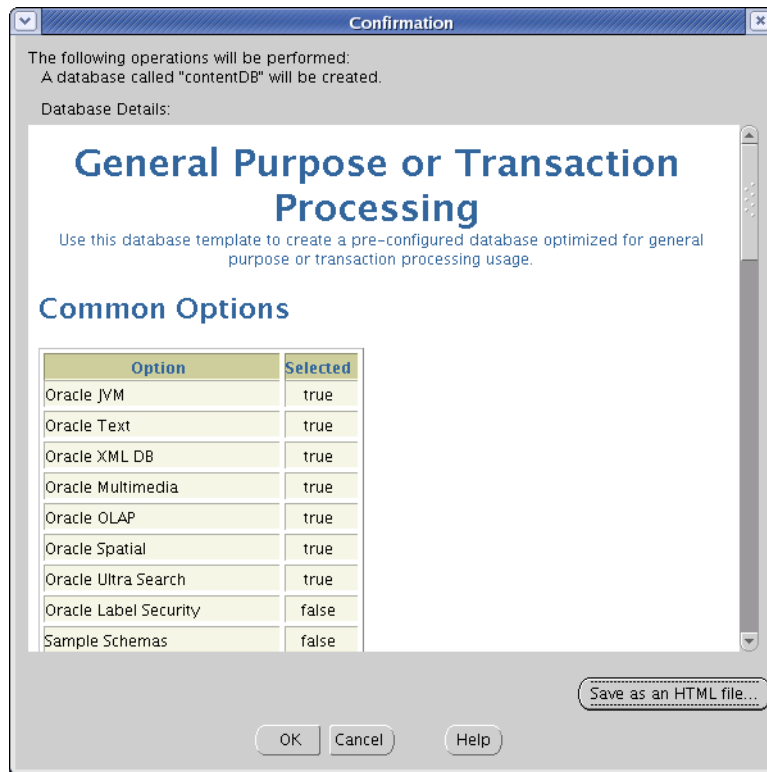 Confirmation
The following operations will be performed:
A database called "contentDB" will be created.
Database Details:
General Purpose or Transaction
Processing
Use this database template to create a pre-configured database optimized for general
purpose or transaction processing usage.
Common Options
Option Selected
Oracle JVM true
Oracle Text true
Oracle XML DB true
Oracle Multimedia true
Oracle OLAP true
Oracle Spatial true
Oracle Ultra Search true
Oracle Label Security false
Sample Schemas false
Save as an HTML file...
OK Cancel Help